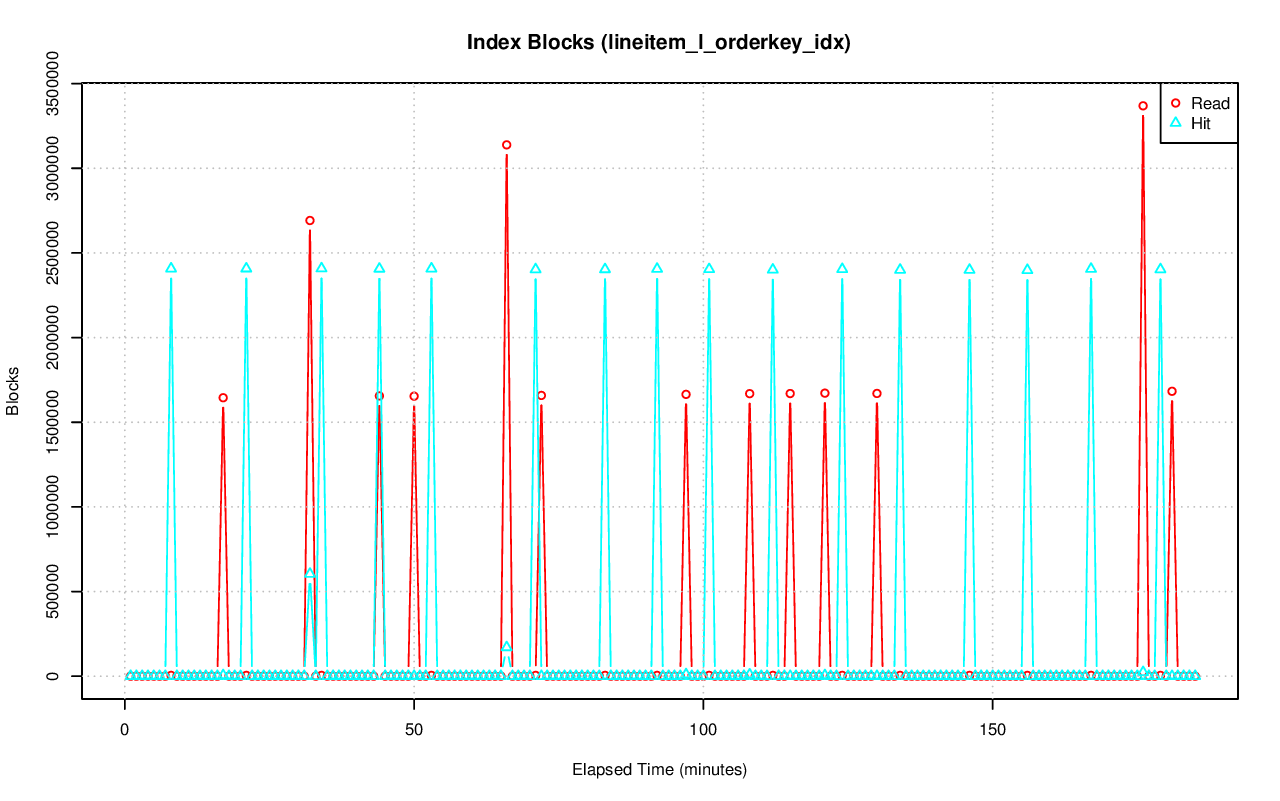 Index Blocks (lineitem_l_orderkey_idx)
Read
Hit
3500000
3000000
2500000
2000000
1500000
1000000
500000
0
Blocks
0 50 100 150
Elapsed Time (minutes)